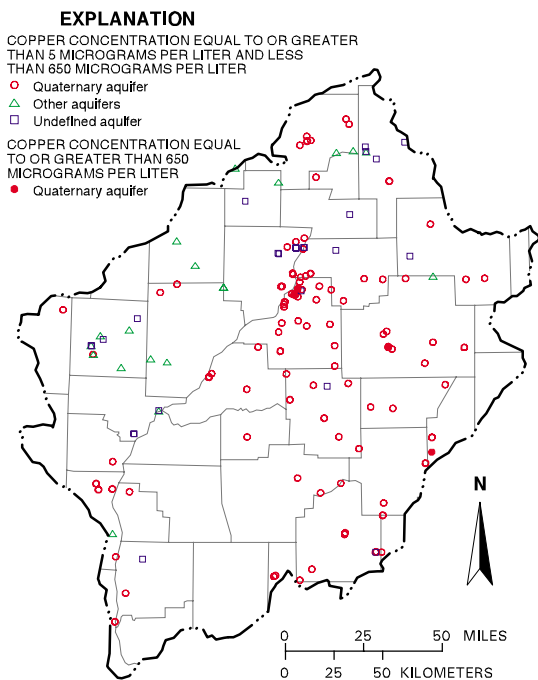 EXPLANATION
COPPER CONCENTRATION EQUAL TO OR GREATER
THAN 5 MICROGRAMS PER LITER AND LESS
THAN 650 MICROGRAMS PER LITER
Quaternary aquifer
Other aquifers
Undefined aquifer
COPPER CONCENTRATION EQUAL
TO OR GREATER THAN 650
MICROGRAMS PER LITER
Quaternary aquifer
N
0 25 50 MILES
0 25 50 KILOMETERS